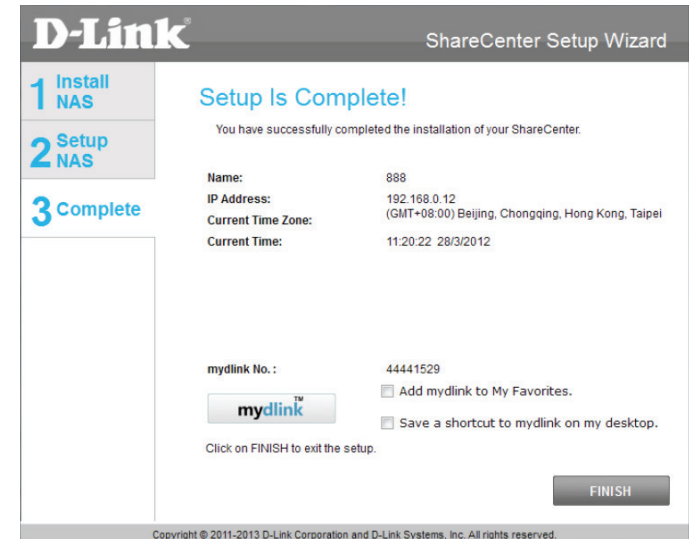 D-Link®
ShareCenter Setup Wizard
1 Install NAS
2 Setup NAS
3 Complete
Setup Is Complete!
You have successfully completed the installation of your ShareCenter.
Name: 888
IP Address: 192.168.0.12
Current Time Zone: (GMT+08:00) Beijing, Chongqing, Hong Kong, Taipei
Current Time: 11:20:22 28/3/2012
mydlink No. : 44441529
mydlink™
Add mydlink to My Favorites.
Save a shortcut to mydlink on my desktop.
Click on FINISH to exit the setup.
FINISH
Copyright © 2011-2013 D-Link Corporation and D-Link Systems, Inc. All rights reserved.